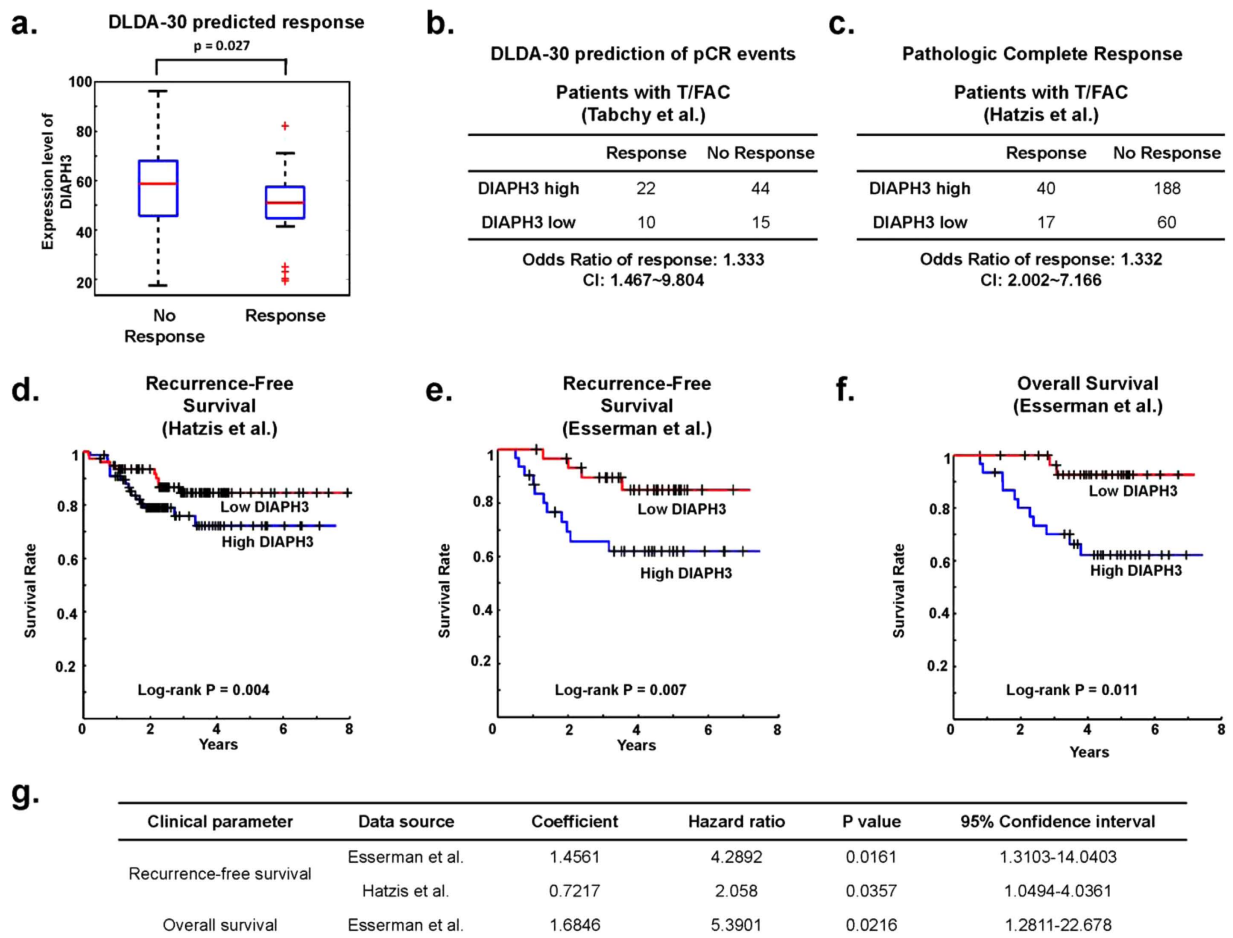 a.
DLDA-30 predicted response
p = 0.027
Expression level of
DIAPH3
100
80
60
40
20
No
Response
Response
b.
DLDA-30 prediction of pCR events
Patients with T/FAC
(Tabchy et al.)
Response No Response
DIAPH3 high 22 44
DIAPH3 low 10 15
Odds Ratio of response: 1.333
CI: 1.467~9.804
c.
Pathologic Complete Response
Patients with T/FAC
(Hatzis et al.)
Response No Response
DIAPH3 high 40 188
DIAPH3 low 17 60
Odds Ratio of response: 1.332
CI: 2.002~7.166
d.
Recurrence-Free
Survival
(Hatzis et al.)
Survival Rate
1
0.8
0.6
0.4
0.2
Low DIAPH3
High DIAPH3
Log-rank P = 0.004
0 2 4 6 8
Years
e.
Recurrence-Free
Survival
(Esserman et al.)
Survival Rate
1
0.8
0.6
0.4
0.2
Low DIAPH3
High DIAPH3
Log-rank P = 0.007
0 2 4 6 8
Years
f.
Overall Survival
(Esserman et al.)
Survival Rate
1
0.8
0.6
0.4
0.2
Low DIAPH3
High DIAPH3
Log-rank P = 0.011
0 2 4 6 8
Years
g.
Clinical parameter Data source Coefficient Hazard ratio P value 95% Confidence interval
Recurrence-free survival
Esserman et al. 1.4561 4.2892 0.0161 1.3103-14.0403
Hatzis et al. 0.7217 2.058 0.0357 1.0494-4.0361
Overall survival Esserman et al. 1.6846 5.3901 0.0216 1.2811-22.678